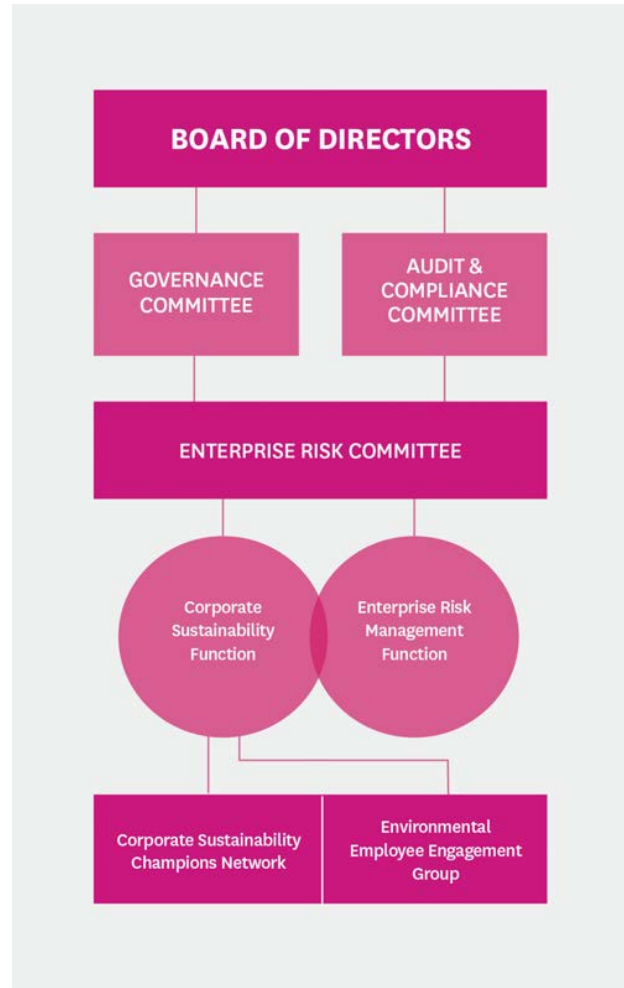 BOARD OF DIRECTORS
GOVERNANCE
COMMITTEE
AUDIT &
COMPLIANCE
COMMITTEE
ENTERPRISE RISK COMMITTEE
Corporate
Sustainability
Function
Enterprise Risk
Management
Function
Corporate Sustainability
Champions Network
Environmental
Employee Engagement
Group